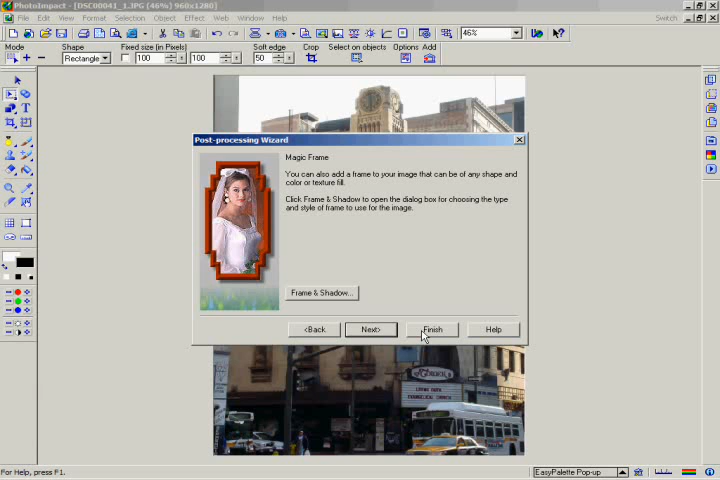 PhotoImpact - [DSC00041_1.JPG (46%) 960x1280]
File Edit View Format Selection Object Effect Web Window Help Switch
46%
Mode Shape Fixed size (in Pixels) Soft edge Crop Select on objects Options Add
Rectangle 100 100 50
Post-processing Wizard
Magic Frame
You can also add a frame to your image that can be of any shape and
color or texture fill.
Click Frame & Shadow to open the dialog box for choosing the type
and style of frame to use for the image.
Frame & Shadow...
<Back Next> Finish Help
For Help, press F1. EasyPalette Pop-up